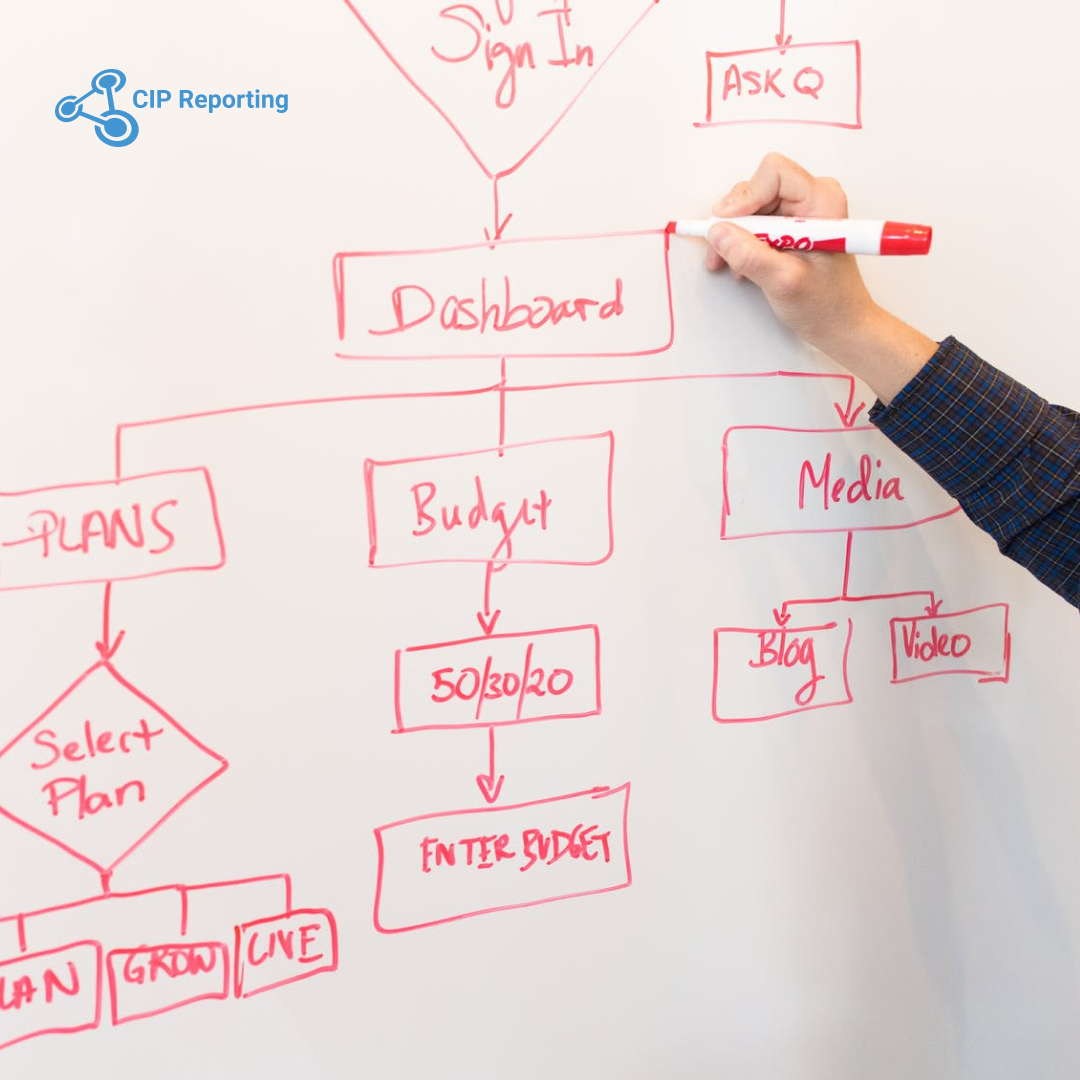 Sign In
ASK Q
CIP Reporting
EXPO
Dashboard
PLANS
Budget
Media
50/30/20
Blog
Video
Select
Plan
ENTER BUDGET
LAN
GROW
LIVE